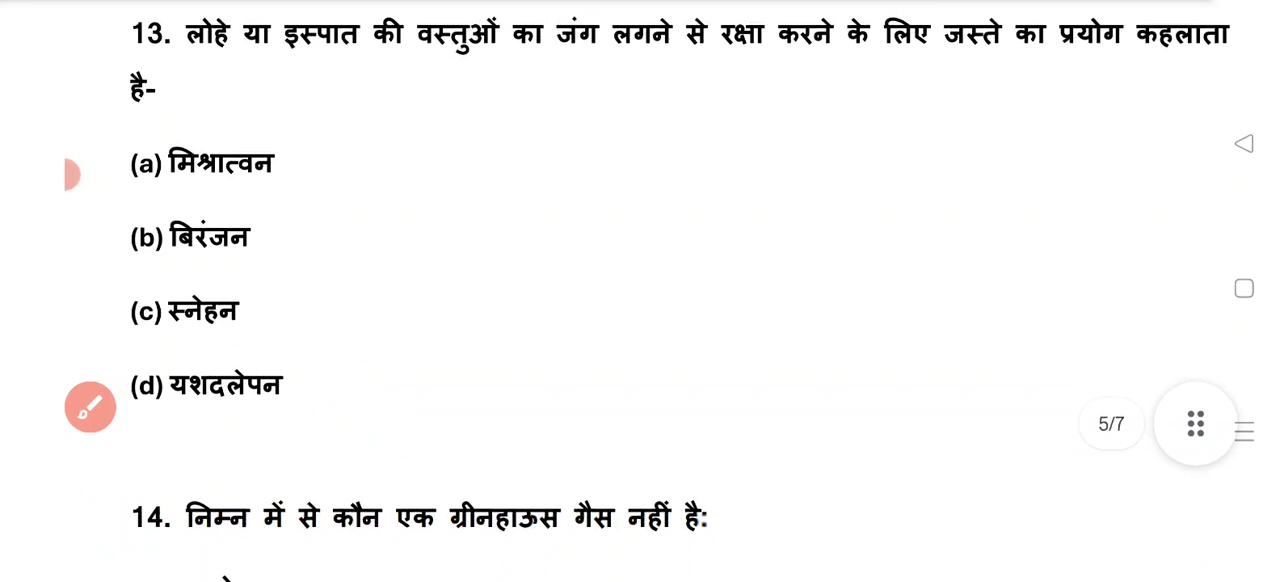 13. लोहे या इस्पात की वस्तुओं का जंग लगने से रक्षा करने के लिए जस्ते का प्रयोग कहलाता
है-
(a) मिश्रात्वन
(b) बिरंजन
(c) स्नेहन
(d) यशदलेपन
5/7
14. निम्न में से कौन एक ग्रीनहाऊस गैस नहीं है: